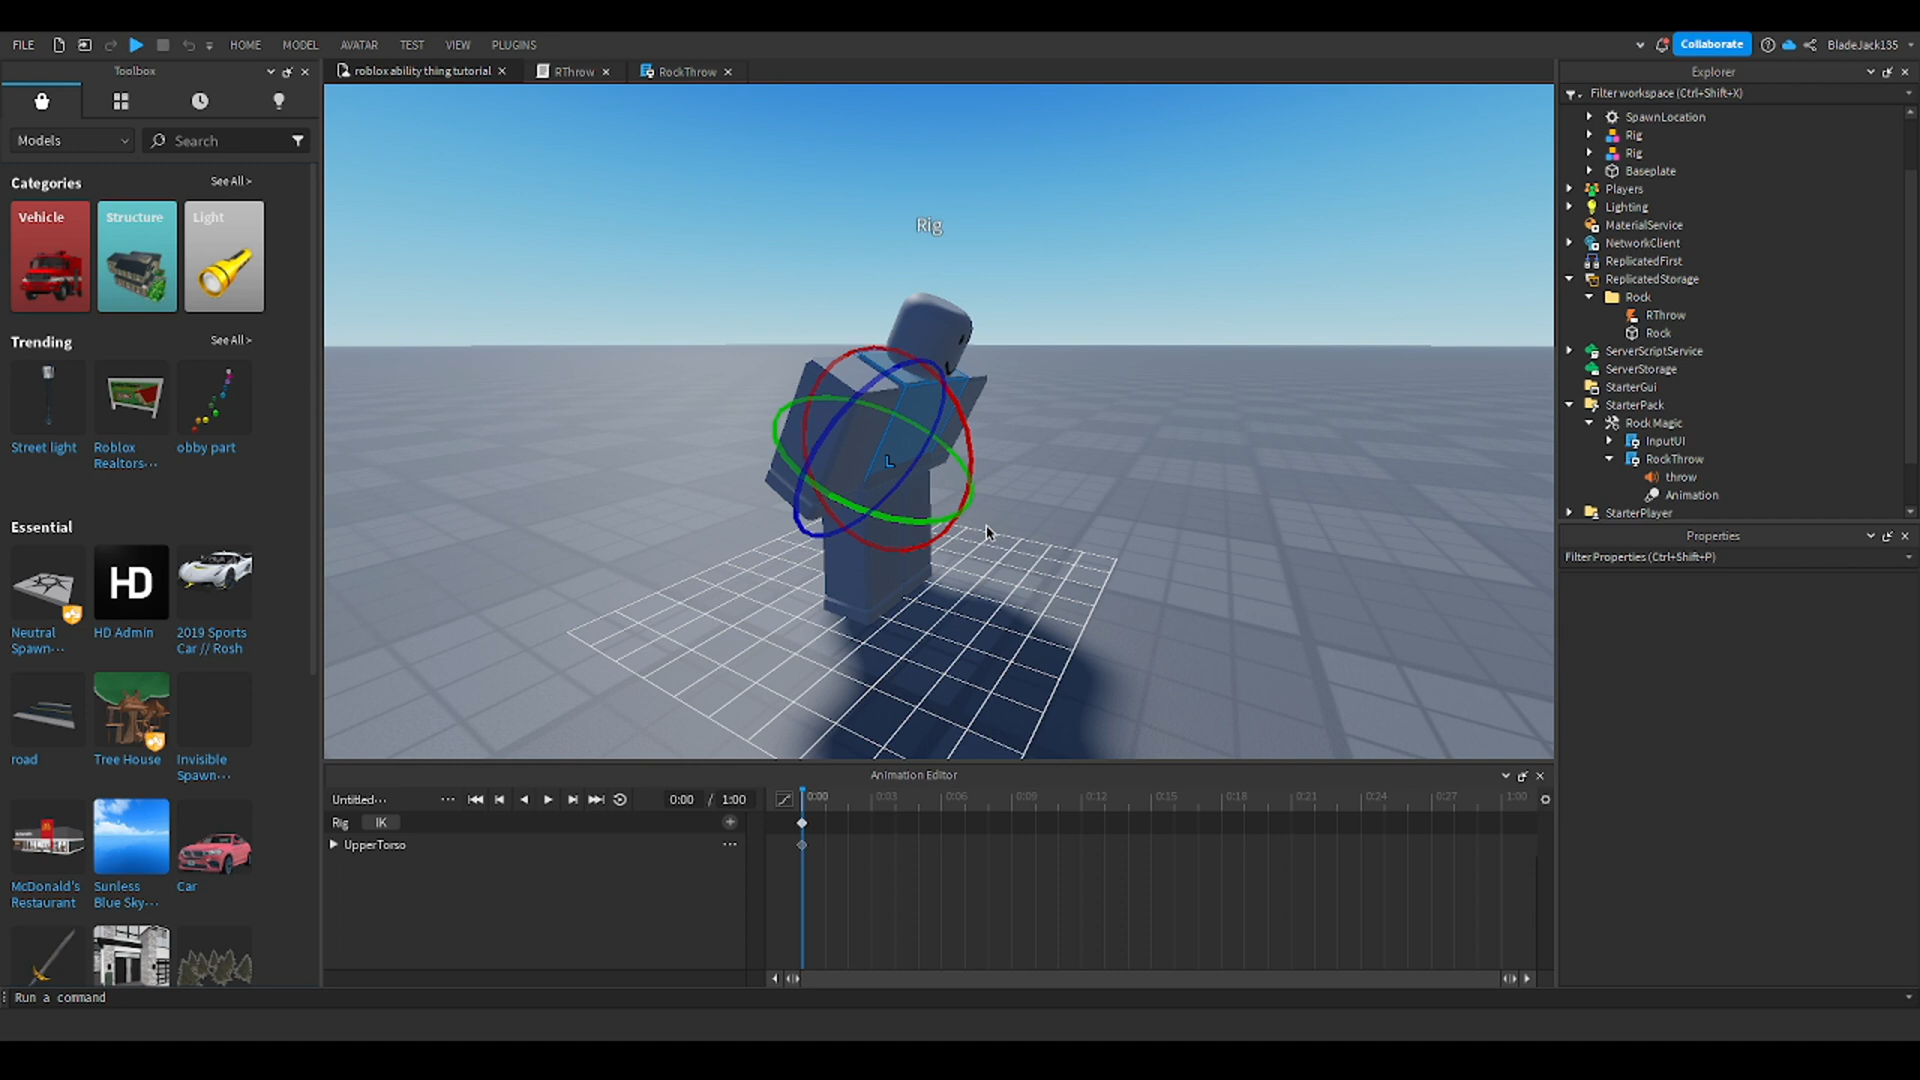 FILE HOME MODEL AVATAR TEST VIEW PLUGINS Collaborate BladeJack135
Toolbox
roblox ability thing tutorial RThrow RockThrow
Explorer
Filter workspace (Ctrl+Shift+X)
Models Search
Categories See All >
Vehicle Structure Light
Trending See All >
Street light
Roblox Realtors...
obby part
Essential
HD
Neutral Spawn...
HD Admin
2019 Sports Car // Rosh
road
Tree House
Invisible Spawn...
McDonald's Restaurant
Sunless Blue Sky...
Car
Rig
L
SpawnLocation
Rig
Rig
Baseplate
Players
Lighting
MaterialService
NetworkClient
ReplicatedFirst
ReplicatedStorage
Rock
RThrow
Rock
ServerScriptService
ServerStorage
StarterGui
StarterPack
Rock Magic
InputUI
RockThrow
throw
Animation
StarterPlayer
Properties
Filter Properties (Ctrl+Shift+P)
Animation Editor
Untitled... 0:00 / 1:00 0:00 0:03 0:06 0:09 0:12 0:15 0:18 0:21 0:24 0:27 1:00
Rig IK
UpperTorso
Run a command